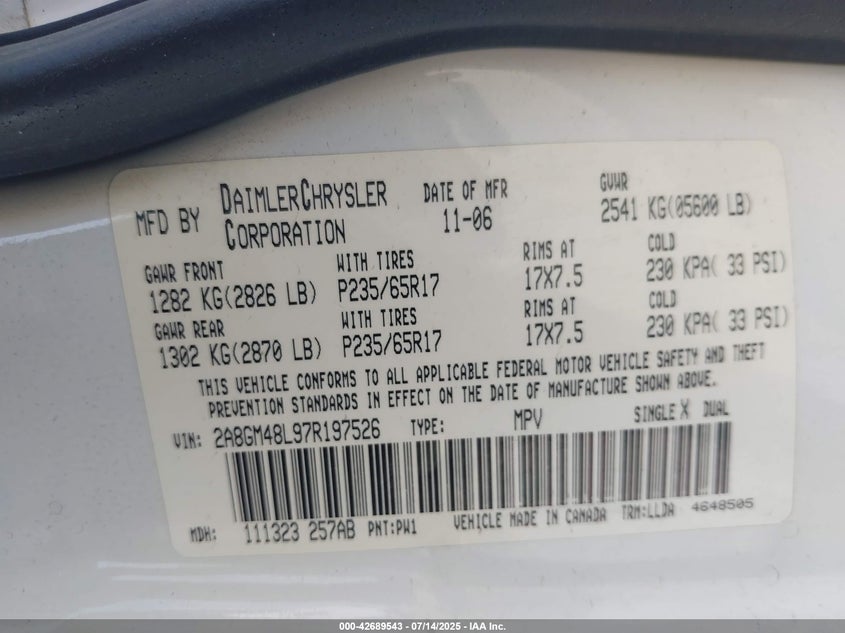 MFD BY DAIMLERCHRYSLER CORPORATION DATE OF MFR 11-06 GVWR 2541 KG(05600 LB)
GAWR FRONT WITH TIRES RIMS AT COLD
1282 KG(2826 LB) P235/65R17 17X7.5 230 KPA( 33 PSI)
GAWR REAR WITH TIRES RIMS AT COLD
1302 KG(2870 LB) P235/65R17 17X7.5 230 KPA( 33 PSI)
THIS VEHICLE CONFORMS TO ALL APPLICABLE FEDERAL MOTOR VEHICLE SAFETY AND THEFT
PREVENTION STANDARDS IN EFFECT ON THE DATE OF MANUFACTURE SHOWN ABOVE.
VIN: 2A8GM48L97R197526 TYPE: MPV SINGLE X DUAL
MDH: 111323 257AB PNT:PW1 VEHICLE MADE IN CANADA TRM:LLDA 4648505
000-42689543 / 07/14/2025 - IAA Inc.